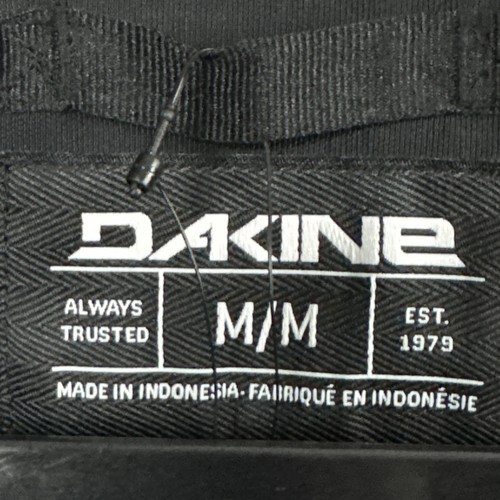 DAKINE
ALWAYS
TRUSTED
M/M
EST.
1979
MADE IN INDONESIA·FABRIQUÉ EN INDONÉSIE